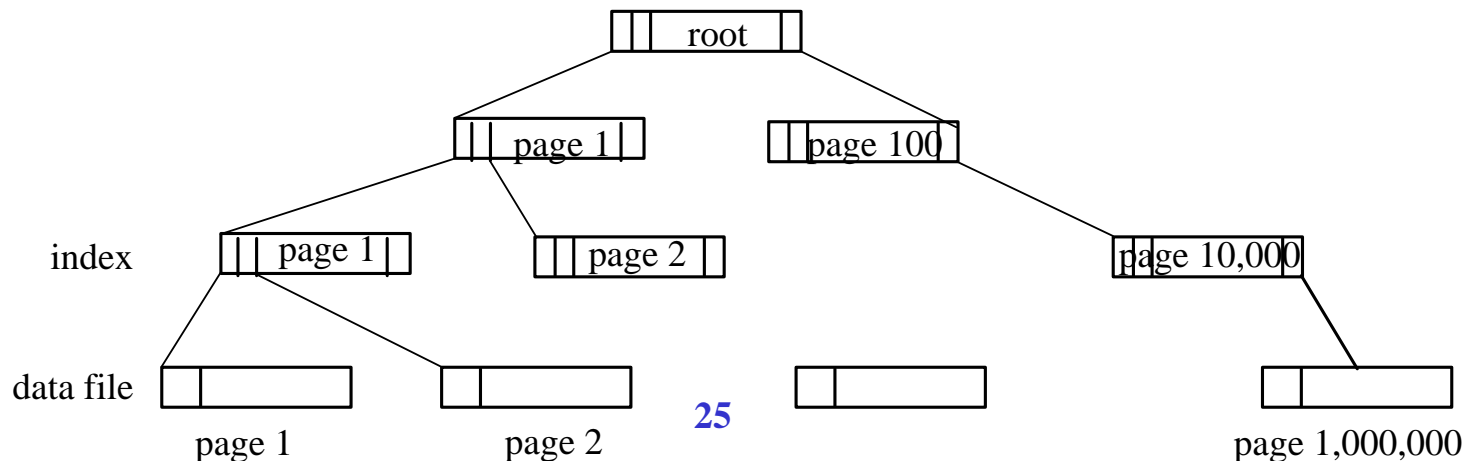 root
page 1 page 100
index page 1 page 2 page 10,000
data file
25
page 1 page 2 page 1,000,000